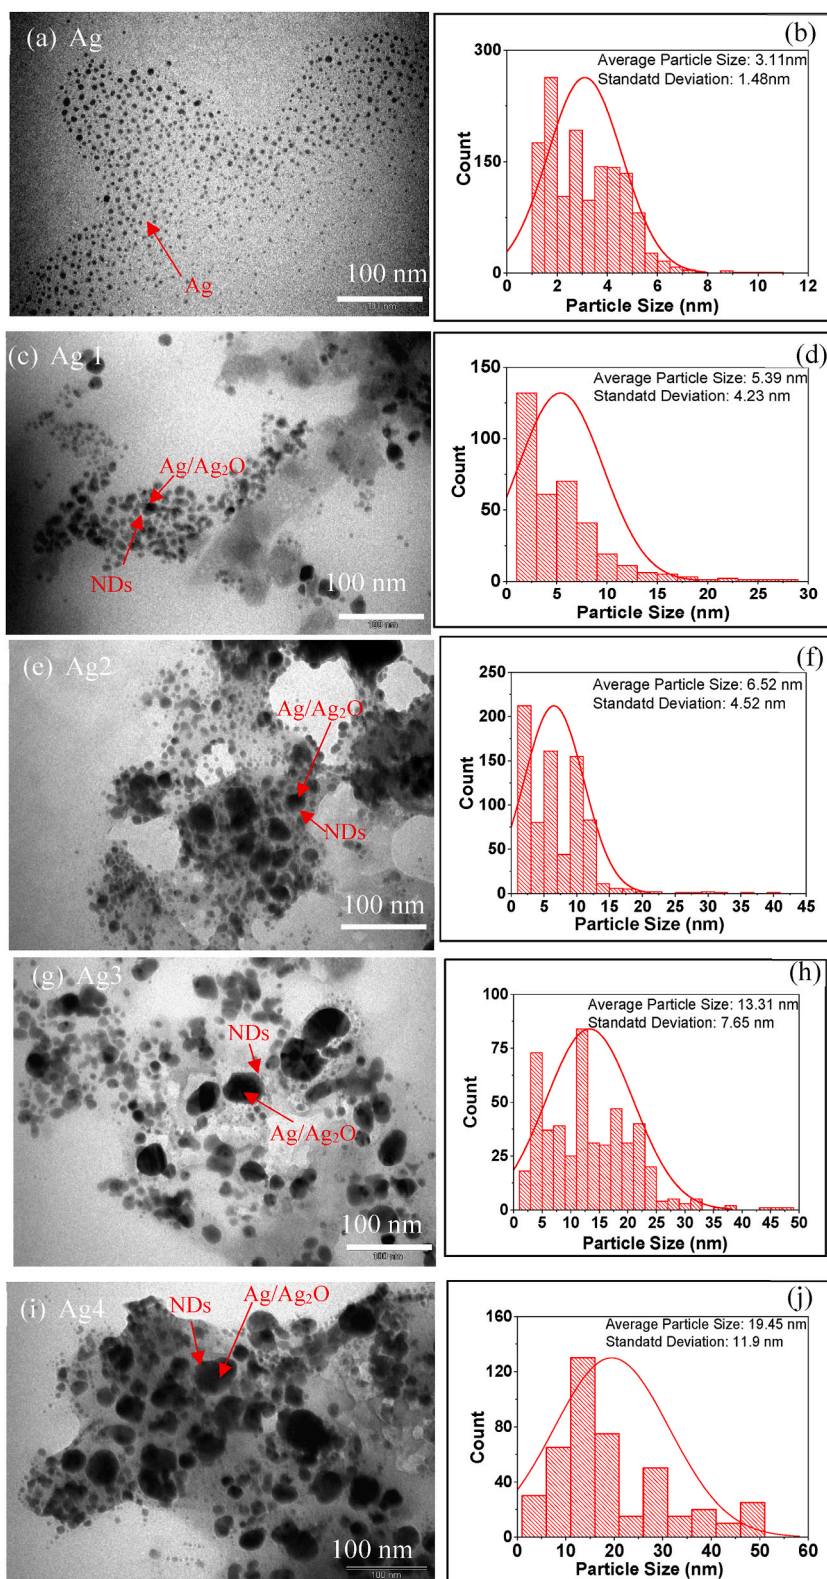 (a) Ag
Ag
100 nm
100 nm
(b)
Average Particle Size: 3.11nm
Standatd Deviation: 1.48nm
300
150
0
Count
0 2 4 6 8 10 12
Particle Size (nm)
(c) Ag 1
Ag/Ag₂O
NDs
100 nm
100 nm
(d)
Average Particle Size: 5.39 nm
Standatd Deviation: 4.23 nm
150
100
50
0
Count
0 5 10 15 20 25 30
Particle Size (nm)
(e) Ag2
Ag/Ag₂O
NDs
100 nm
(f)
Average Particle Size: 6.52 nm
Standatd Deviation: 4.52 nm
250
200
150
100
50
0
Count
0 5 10 15 20 25 30 35 40 45
Particle Size (nm)
(g) Ag3
NDs
Ag/Ag₂O
100 nm
100 nm
(h)
Average Particle Size: 13.31 nm
Standatd Deviation: 7.65 nm
100
75
50
25
0
Count
0 5 10 15 20 25 30 35 40 45 50
Particle Size (nm)
(i) Ag4
NDs
Ag/Ag₂O
100 nm
(j)
Average Particle Size: 19.45 nm
Standatd Deviation: 11.9 nm
160
120
80
40
0
Count
0 10 20 30 40 50 60
Particle Size (nm)